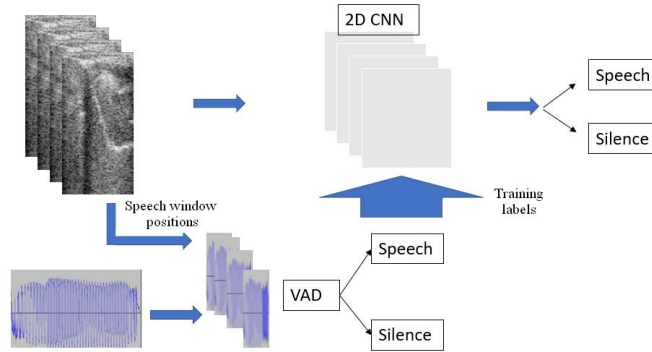 2D CNN
Speech
Silence
Speech window
positions
Training
labels
VAD
Speech
Silence